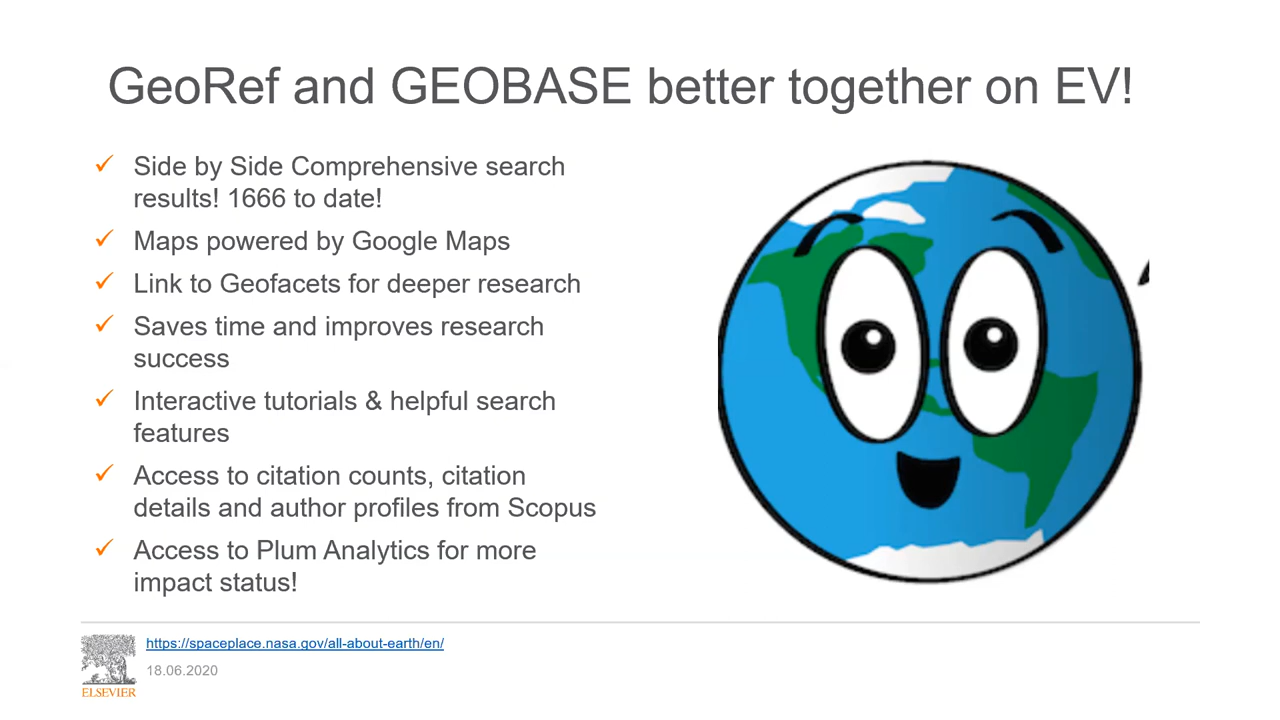 GeoRef and GEOBASE better together on EV!
✓ Side by Side Comprehensive search
results! 1666 to date!
✓ Maps powered by Google Maps
✓ Link to Geofacets for deeper research
✓ Saves time and improves research
success
✓ Interactive tutorials & helpful search
features
✓ Access to citation counts, citation
details and author profiles from Scopus
✓ Access to Plum Analytics for more
impact status!
https://spaceplace.nasa.gov/all-about-earth/en/
18.06.2020
ELSEVIER